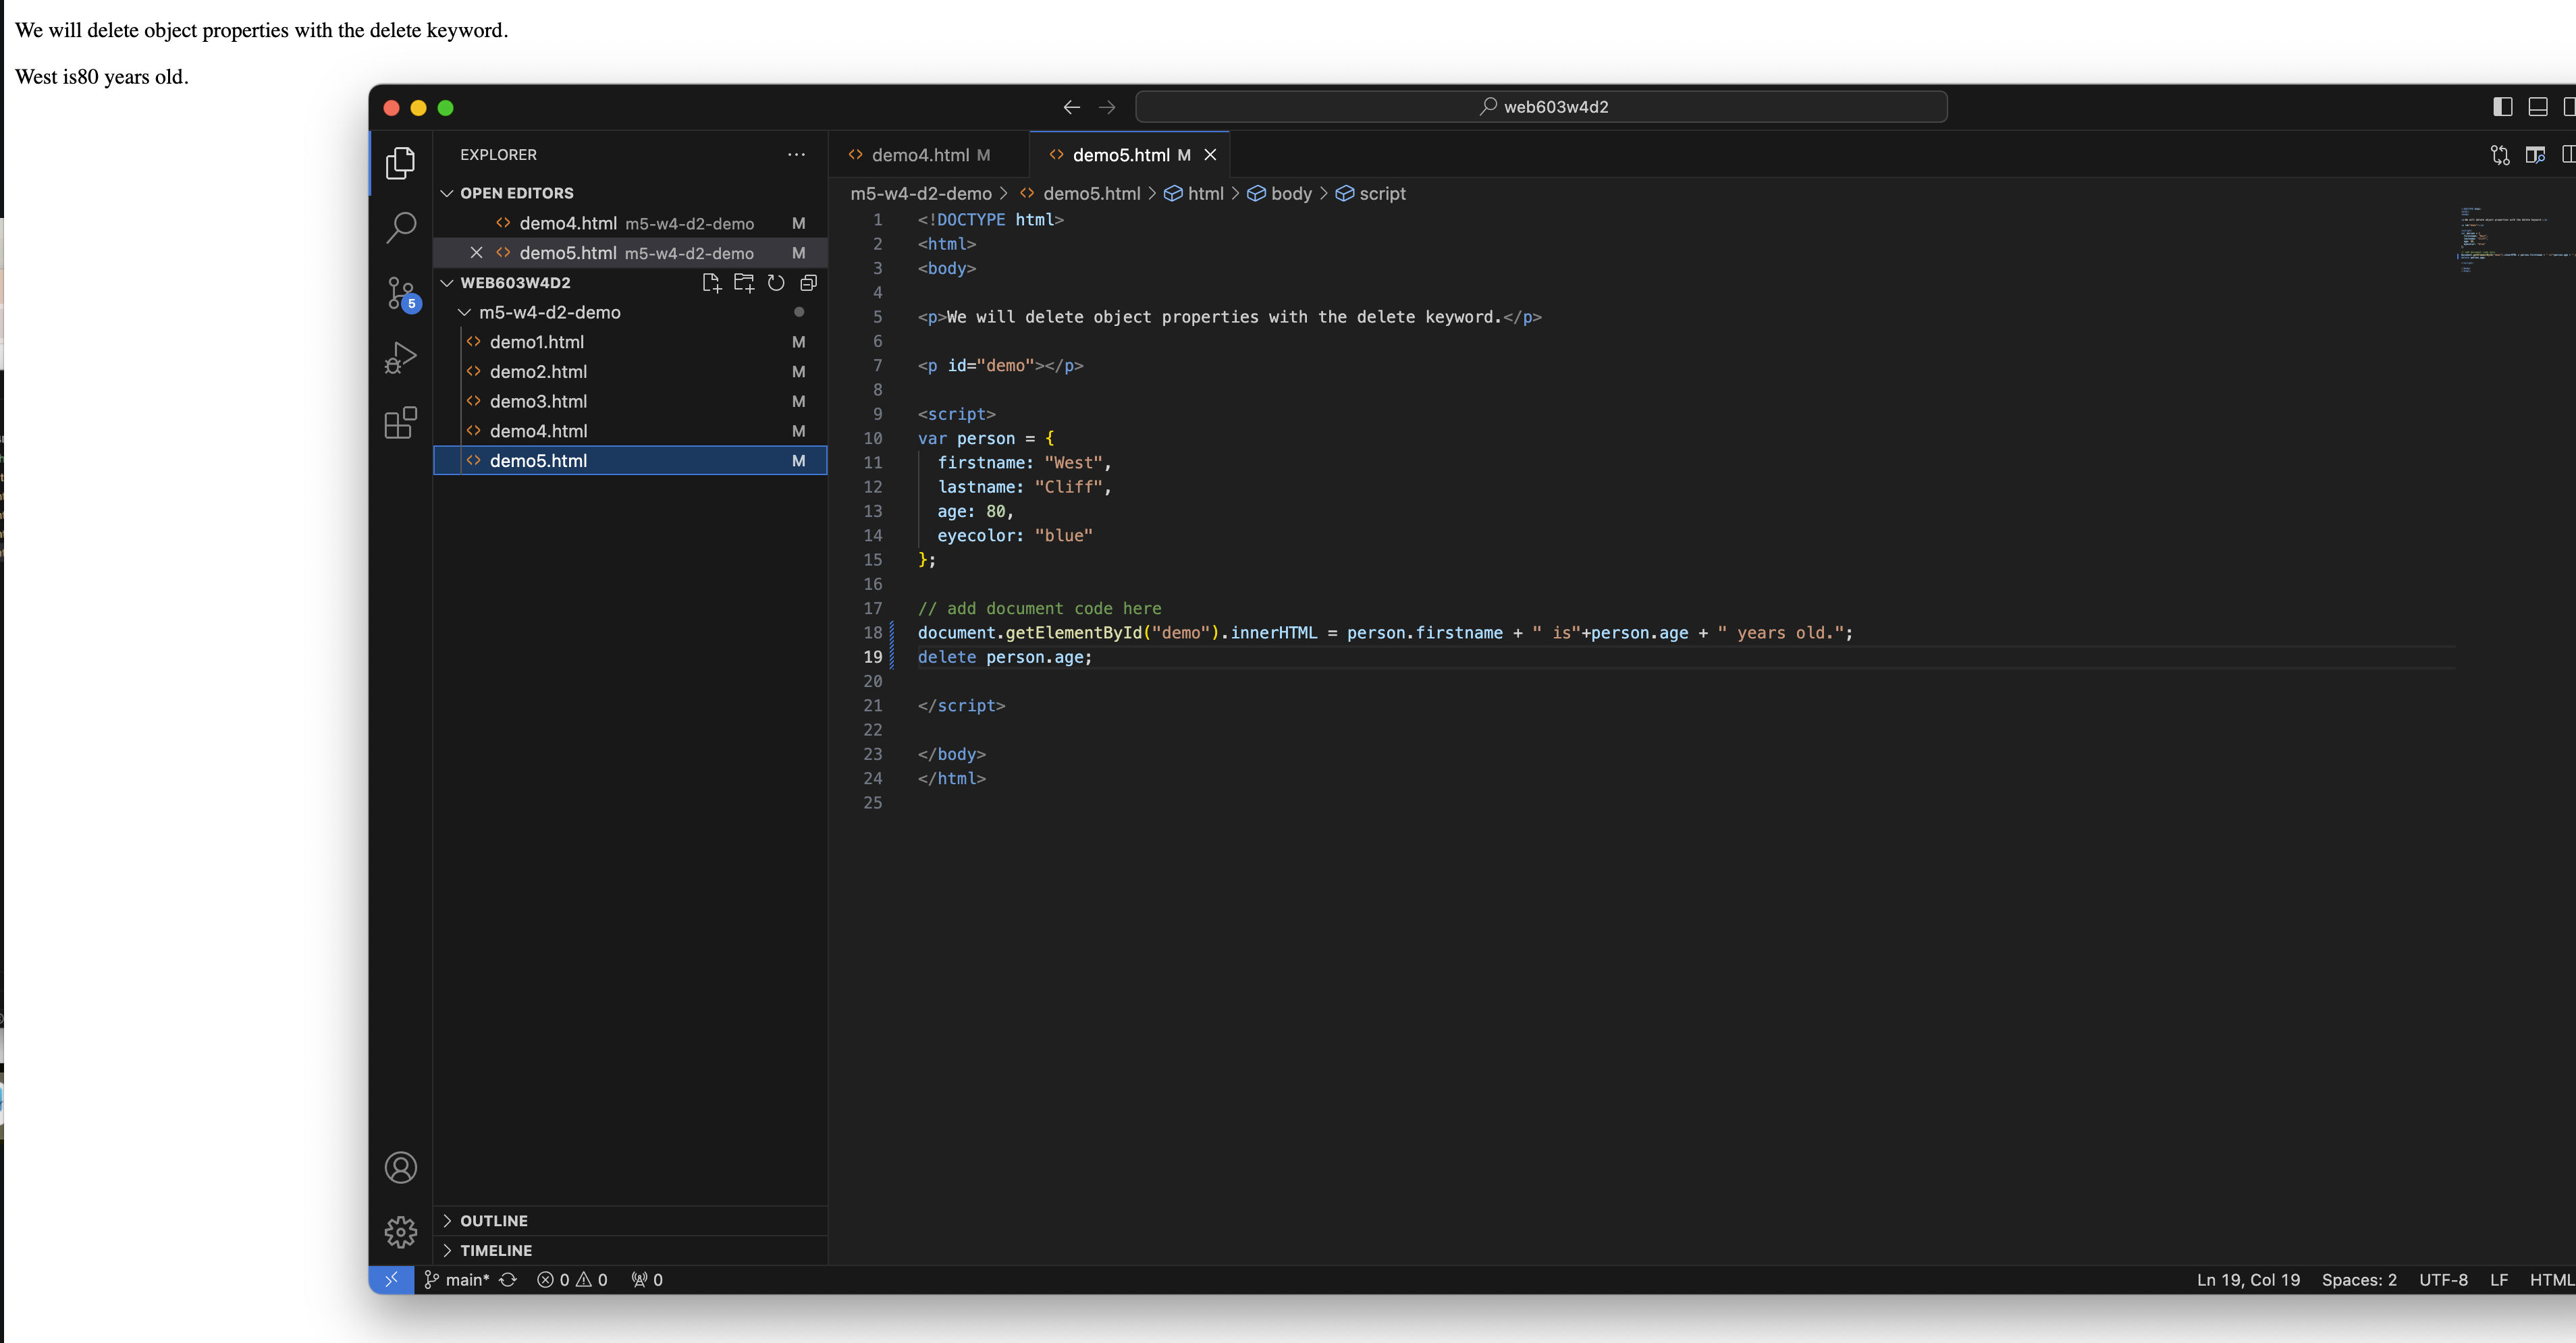 We will delete object properties with the delete keyword.
West is80 years old.
web603w4d2
EXPLORER
OPEN EDITORS
demo4.html m5-w4-d2-demo M
demo5.html m5-w4-d2-demo M
WEB603W4D2
m5-w4-d2-demo
demo1.html M
demo2.html M
demo3.html M
demo4.html M
demo5.html M
5
OUTLINE
TIMELINE
demo4.html M
demo5.html M
m5-w4-d2-demo > demo5.html > html > body > script
1 <!DOCTYPE html>
2 <html>
3 <body>
4
5 <p>We will delete object properties with the delete keyword.</p>
6
7 <p id="demo"></p>
8
9 <script>
10 var person = {
11 firstname: "West",
12 lastname: "Cliff",
13 age: 80,
14 eyecolor: "blue"
15 };
16
17 // add document code here
18 document.getElementById("demo").innerHTML = person.firstname + " is"+person.age + " years old.";
19 delete person.age;
20
21 </script>
22
23 </body>
24 </html>
25
main* 0 0 0
Ln 19, Col 19 Spaces: 2 UTF-8 LF HTML